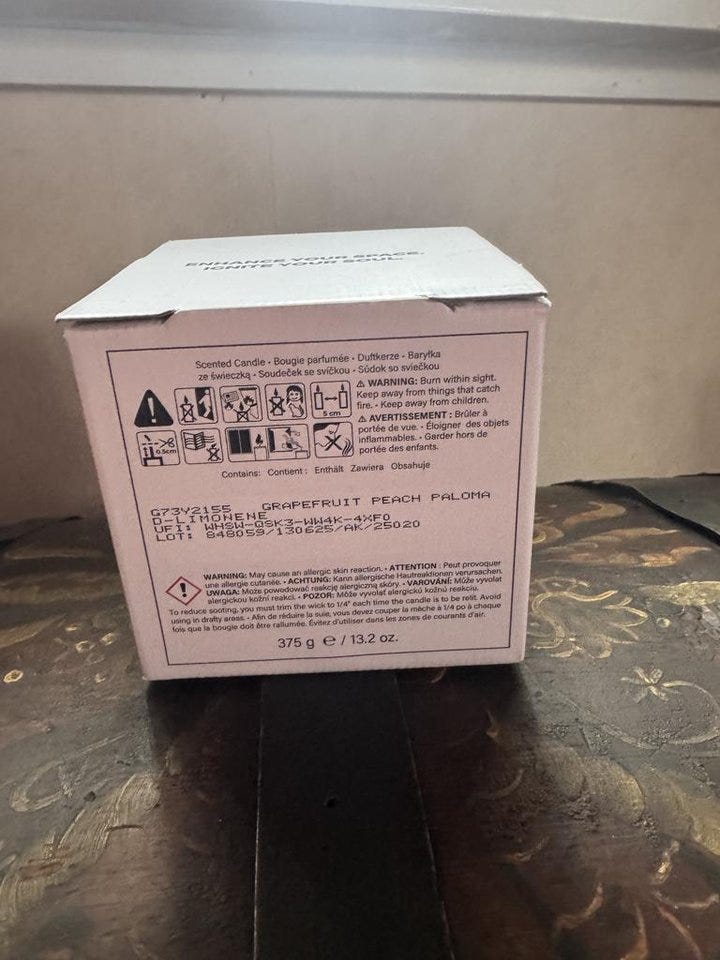 ENHANCE YOUR SPACE.
IGNITE YOUR SOUL.
Scented Candle • Bougie parfumée • Duftkerze • Baryłka
ze świeczką • Soudeček se svíčkou • Súdok so sviečkou
⚠ WARNING: Burn within sight.
Keep away from things that catch
fire. • Keep away from children.
⚠ AVERTISSEMENT : Brûler à
portée de vue. • Éloigner des objets
inflammables. • Garder hors de
portée des enfants.
5 cm
0.5cm
Contains: Contient : Enthält Zawiera Obsahuje
G73Y2155 GRAPEFRUIT PEACH PALOMA
D-LIMONENE
UFI: WHSW-QSK3-WW4K-4XF0
LOT: 848059/130625/AK/25020
WARNING: May cause an allergic skin reaction. • ATTENTION : Peut provoquer
une allergie cutanée. • ACHTUNG: Kann allergische Hautreaktionen verursachen.
UWAGA: Może powodować reakcję alergiczną skóry. • VAROVÁNÍ: Může vyvolat
alergickou kožní reakci. • POZOR: Môže vyvolať alergickú kožnú reakciu.
To reduce sooting, you must trim the wick to 1/4" each time the candle is to be relit. Avoid
using in drafty areas. • Afin de réduire la suie, vous devez couper la mèche à 1/4 po à chaque
fois que la bougie doit être rallumée. Évitez d'utiliser dans les zones de courants d'air.
375 g ℮ / 13.2 oz.